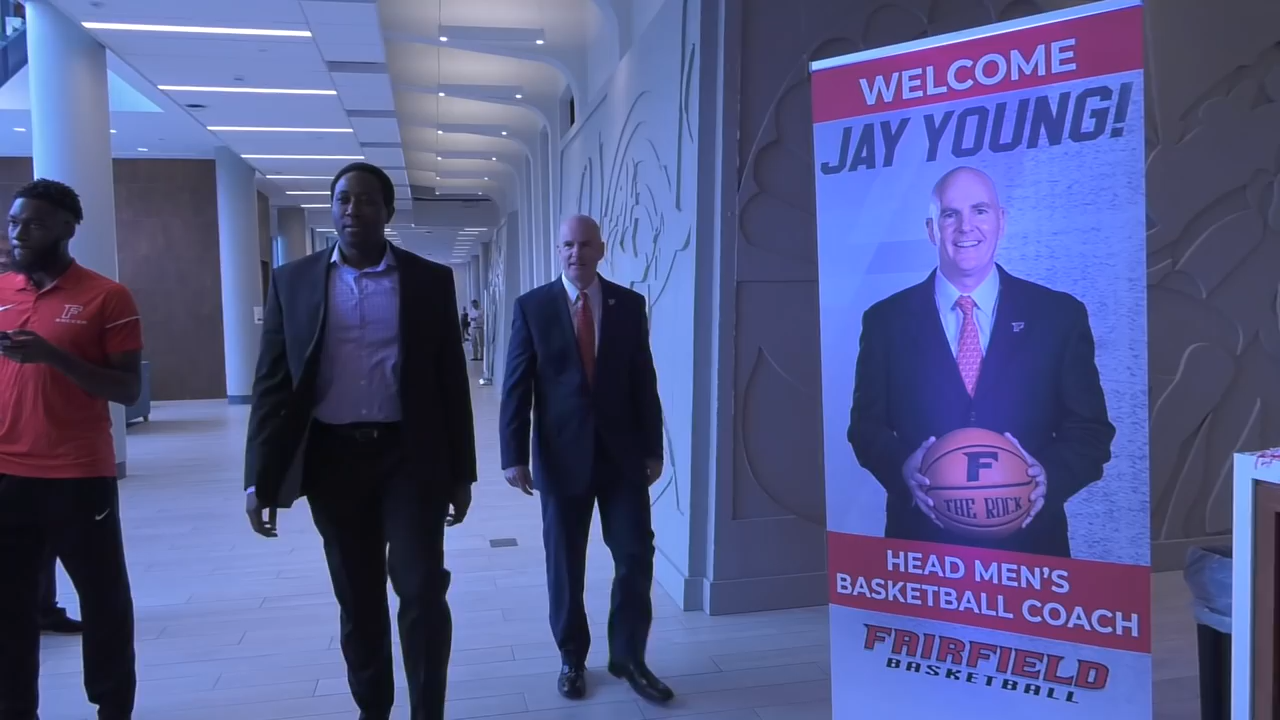 WELCOME
JAY YOUNG!
F
F
THE ROCK
HEAD MEN'S
BASKETBALL COACH
FAIRFIELD
BASKETBALL